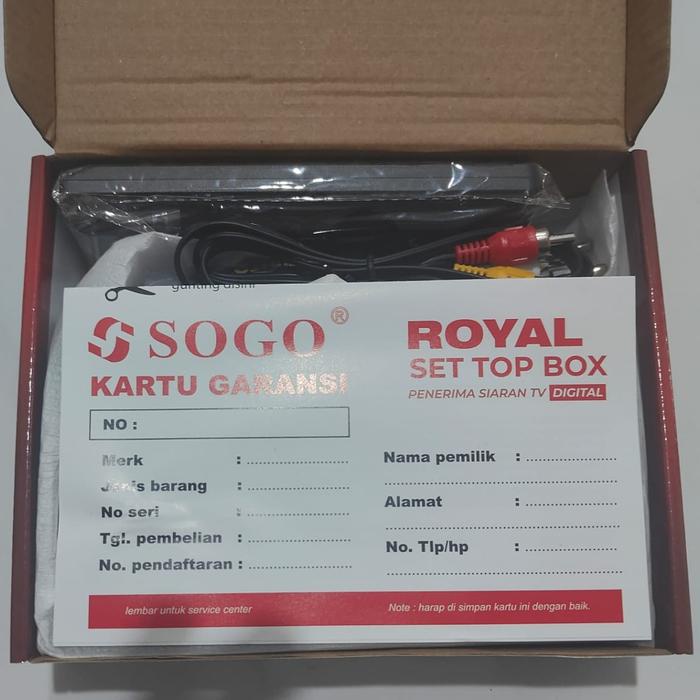 gunting disini
SOGO®
KARTU GARANSI
NO :
Merk : ........................
Jenis barang : ........................
No seri : ........................
Tgl. pembelian : ........................
No. pendaftaran : ........................
lembar untuk service center
ROYAL
SET TOP BOX
PENERIMA SIARAN TV DIGITAL
Nama pemilik : ........................
Alamat : ........................
No. Tlp/hp : ........................
Note : harap di simpan kartu ini dengan baik.